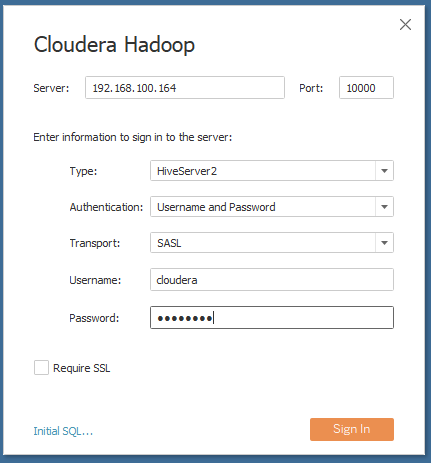 Cloudera Hadoop
Server: 192.168.100.164 Port: 10000
Enter information to sign in to the server:
Type: HiveServer2
Authentication: Username and Password
Transport: SASL
Username: cloudera
Password: ●●●●●●●●
Require SSL
Initial SQL... Sign In